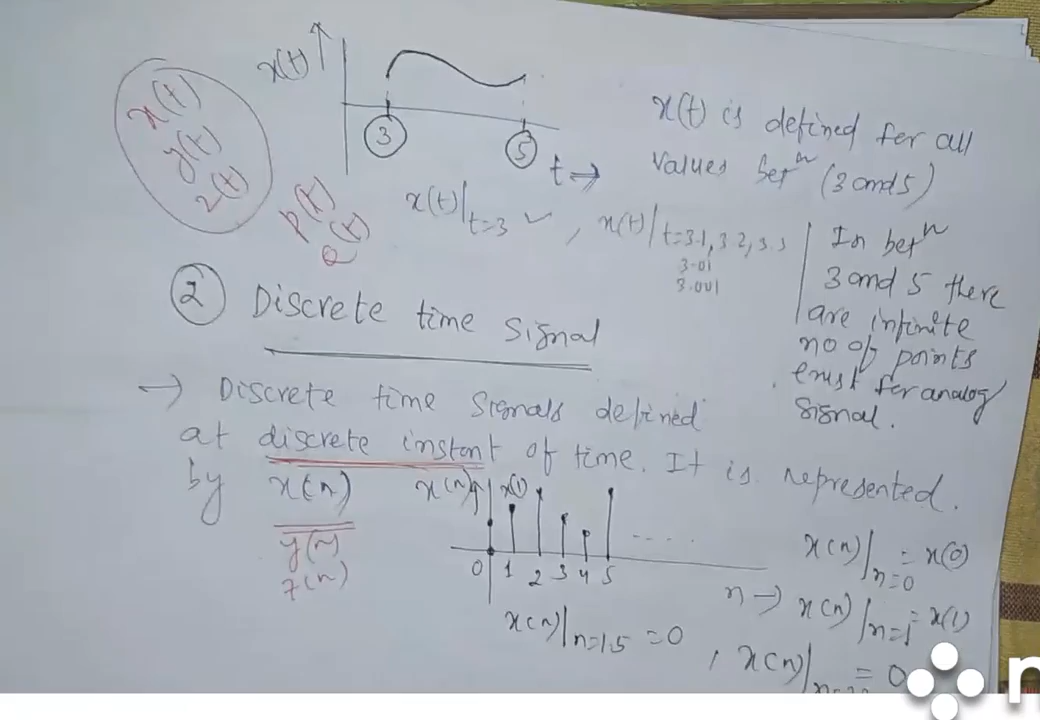 x(t)↑
x(t)
y(t)
z(t)
3
5
t→
p(t)
Q(t)
x(t) is defined for all
values betⁿ (3 and 5)
x(t)|t=3 ✓, x(t)|t=3.1, 3.2, 3.3
3.01
3.001
In betⁿ
3 and 5 there
are infinite
no of points
exist for analog
signal.
2 Discrete time signal
→ Discrete time signals defined
at discrete instant of time. It is represented.
by x(n)
y(n)
z(n)
x(n)↑ x(1)
0 1 2 3 4 5 ....
n→
x(n)|n=0 = x(0)
x(n)|n=1 = x(1)
x(n)|n=1.5 = 0
, x(n)| = 0